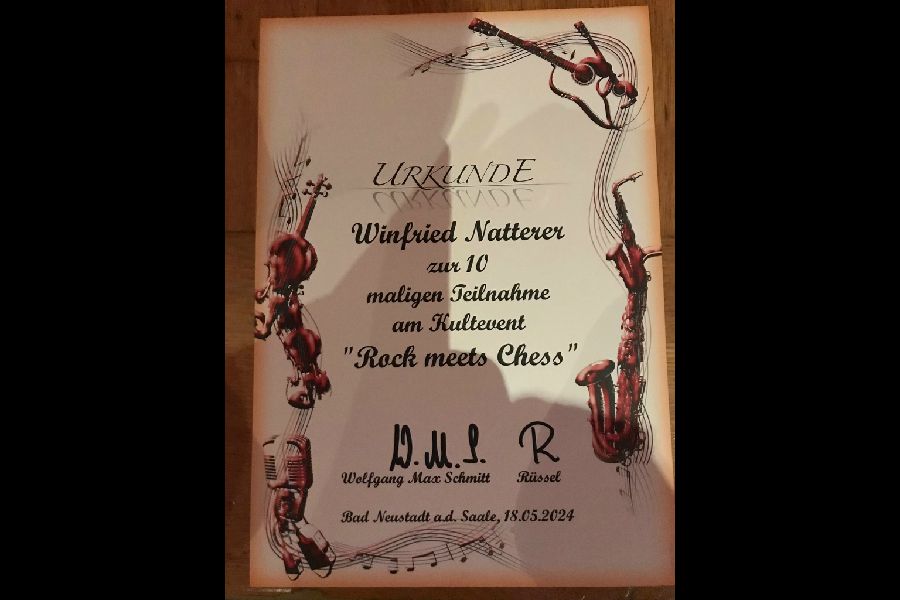 URKUNDE
Winfried Natterer
zur 10
maligen Teilnahme
am Kultevent
"Rock meets Chess"
W.M.S. R
Wolfgang Max Schmitt Rüssel
Bad Neustadt a.d. Saale, 18.05.2024